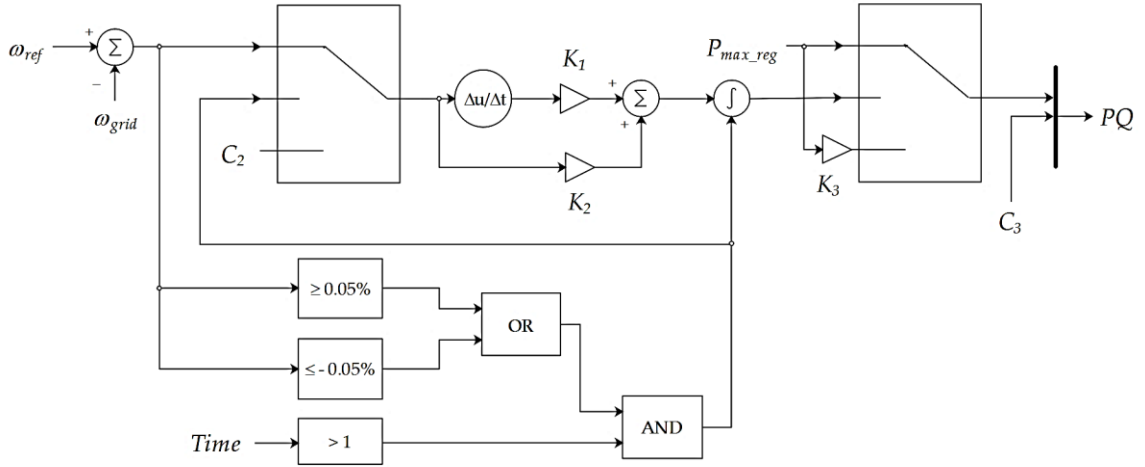 +
ω_ref
Σ
−
ω_grid
C_2
Δu/Δt
K_1
K_2
+
+
Σ
∫
P_max_reg
K_3
C_3
PQ
≥ 0.05%
≤ - 0.05%
OR
Time
> 1
AND